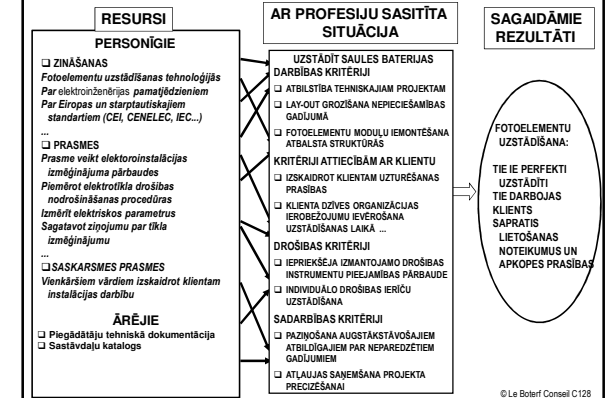 RESURSI
PERSONĪGIE
❑ ZINĀŠANAS
Fotoelementu uzstādīšanas tehnoloģijās
Par elektroinženērijas pamatjēdzieniem
Par Eiropas un starptautiskajiem
standartiem (CEI, CENELEC, IEC...)
...
❑ PRASMES
Prasme veikt elektoroinstalācijas
izmēģinājuma pārbaudes
Piemērot elektrotīkla drošības
nodrošināšanas procedūras
Izmērīt elektriskos parametrus
Sagatavot ziņojumu par tīkla
izmēģinājumu
...
❑SASKARSMES PRASMES
Vienkāršiem vārdiem izskaidrot klientam
instalācijas darbību
ĀRĒJIE
❑ Piegādātāju tehniskā dokumentācija
❑ Sastāvdaļu katalogs
AR PROFESIJU SASITĪTA
SITUĀCIJA
UZSTĀDĪT SAULES BATERIJAS
DARBĪBAS KRITĒRIJI
❑ ATBILSTĪBA TEHNISKAJAM PROJEKTAM
❑ LAY-OUT GROZĪŠANA NEPIECIEŠAMĪBAS
GADĪJUMĀ
❑ FOTOELEMENTU MODUĻU IEMONTĒŠANA
ATBALSTA STRUKTŪRĀS
KRITĒRIJI ATTIECĪBĀM AR KLIENTU
❑ IZSKAIDROT KLIENTAM UZTURĒŠANAS
PRASĪBAS
❑ KLIENTA DZĪVES ORGANIZĀCIJAS
IEROBEŽOJUMU IEVĒROŠANA
UZSTĀDĪŠANAS LAIKĀ ...
DROŠĪBAS KRITĒRIJI
❑ IEPRIEKŠĒJA IZMANTOJAMO DROŠĪBAS
INSTRUMENTU PIEEJAMĪBAS PĀRBAUDE
❑ INDIVIDUĀLO DROŠĪBAS IERĪČU
UZSTĀDĪŠANA
SADARBĪBAS KRITĒRIJI
❑ PAZIŅOŠANA AUGSTĀKSTĀVOŠAJIEM
ATBILDĪGAJIEM PAR NEPAREDZĒTIEM
GADĪJUMIEM
❑ ATĻAUJAS SAŅEMŠANA PROJEKTA
PRECIZĒŠANAI
SAGAIDĀMIE
REZULTĀTI
FOTOELEMENTU
UZSTĀDĪŠANA:
TIE IE PERFEKTI
UZSTĀDĪTI
TIE DARBOJAS
KLIENTS
SAPRATIS
LIETOŠANAS
NOTEIKUMUS UN
APKOPES PRASĪBAS
© Le Boterf Conseil C128